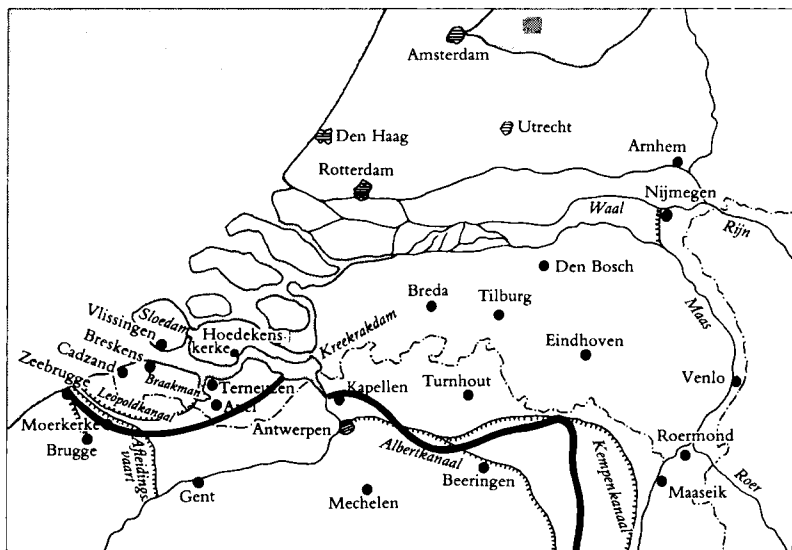 Amsterdam
Den Haag
Utrecht
Rotterdam
Arnhem
Nijmegen
Waal
Rijn
Den Bosch
Breda
Tilburg
Maas
Sloedam
Vlissingen
Hoedekens
kerke
Kreekrakdam
Breskens
Eindhoven
Cadzand
Braakman
Zeebrugge
Terneuzen
Leopoldkanaal
Kapellen
Turnhout
Venlo
Axel
Moerkerke
Antwerpen
Brugge
Albertkanaal
Roermond
Afleidings
vaart
Beeringen
Kempenkanaal
Roer
Gent
Mechelen
Maaseik